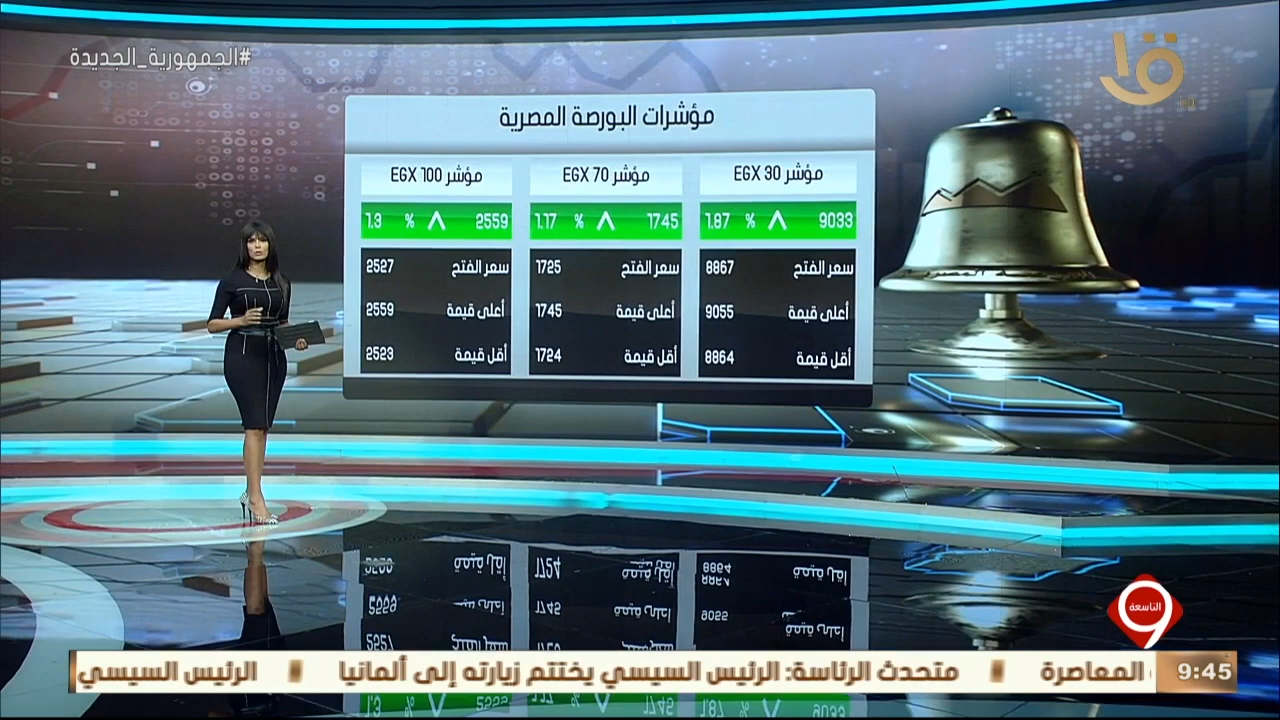 #الجمهورية_الجديدة
مؤشرات البورصة المصرية
مؤشر EGX 30
9033 % 1.87
سعر الفتح 8867
أعلى قيمة 9055
أقل قيمة 8864
مؤشر EGX 70
1745 % 1.17
سعر الفتح 1725
أعلى قيمة 1745
أقل قيمة 1724
مؤشر EGX 100
2559 % 1.3
سعر الفتح 2527
أعلى قيمة 2559
أقل قيمة 2523
التاسعة
9
9:45
المعاصرة
متحدث الرئاسة: الرئيس السيسي يختتم زيارته إلى ألمانيا
الرئيس السيسي